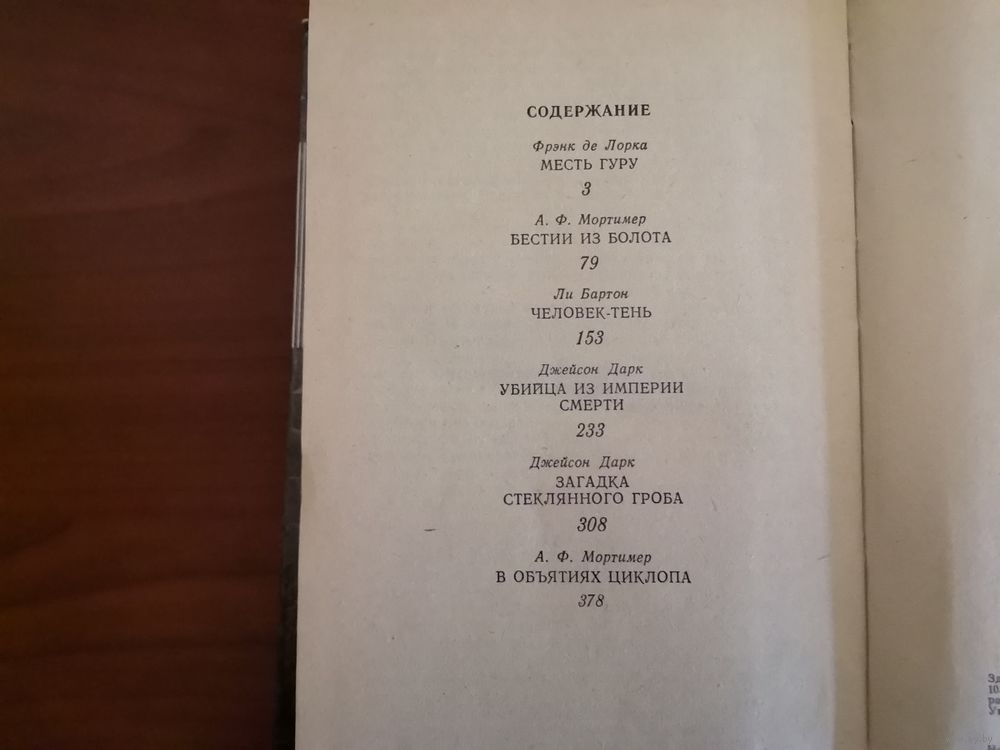 СОДЕРЖАНИЕ
Фрэнк де Лорка
МЕСТЬ ГУРУ
3
А. Ф. Мортимер
БЕСТИИ ИЗ БОЛОТА
79
Ли Бартон
ЧЕЛОВЕК-ТЕНЬ
153
Джейсон Дарк
УБИЙЦА ИЗ ИМПЕРИИ
СМЕРТИ
233
Джейсон Дарк
ЗАГАДКА
СТЕКЛЯННОГО ГРОБА
308
А. Ф. Мортимер
В ОБЪЯТИЯХ ЦИКЛОПА
378